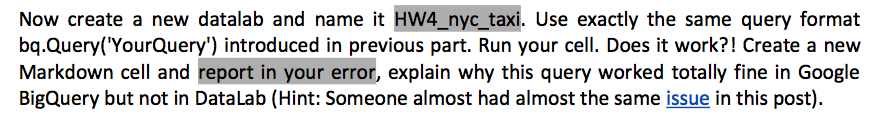 Now create a new datalab and name it HW4_nyc_taxi. Use exactly the same query format
bq.Query('YourQuery') introduced in previous part. Run your cell. Does it work?! Create a new
Markdown cell and report in your error, explain why this query worked totally fine in Google
BigQuery but not in DataLab (Hint: Someone almost had almost the same issue in this post).